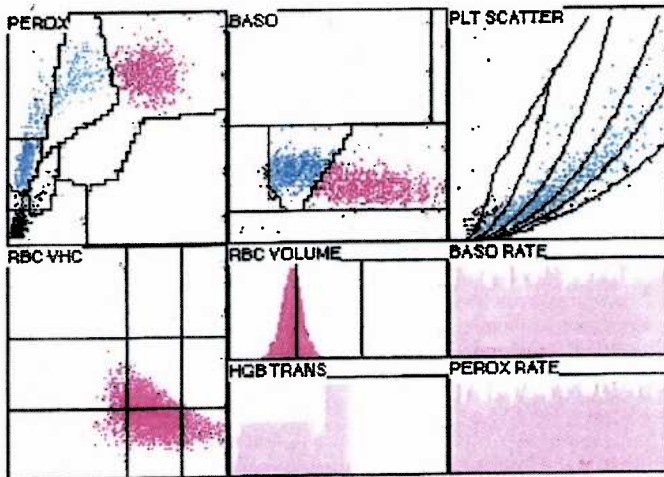 PEROX
BASO
PLT SCATTER
RBC VHC
RBC VOLUME
BASO RATE
HGB TRANS
PEROX RATE